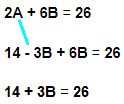 2A + 6B = 26
14 - 3B + 6B = 26
14 + 3B = 26